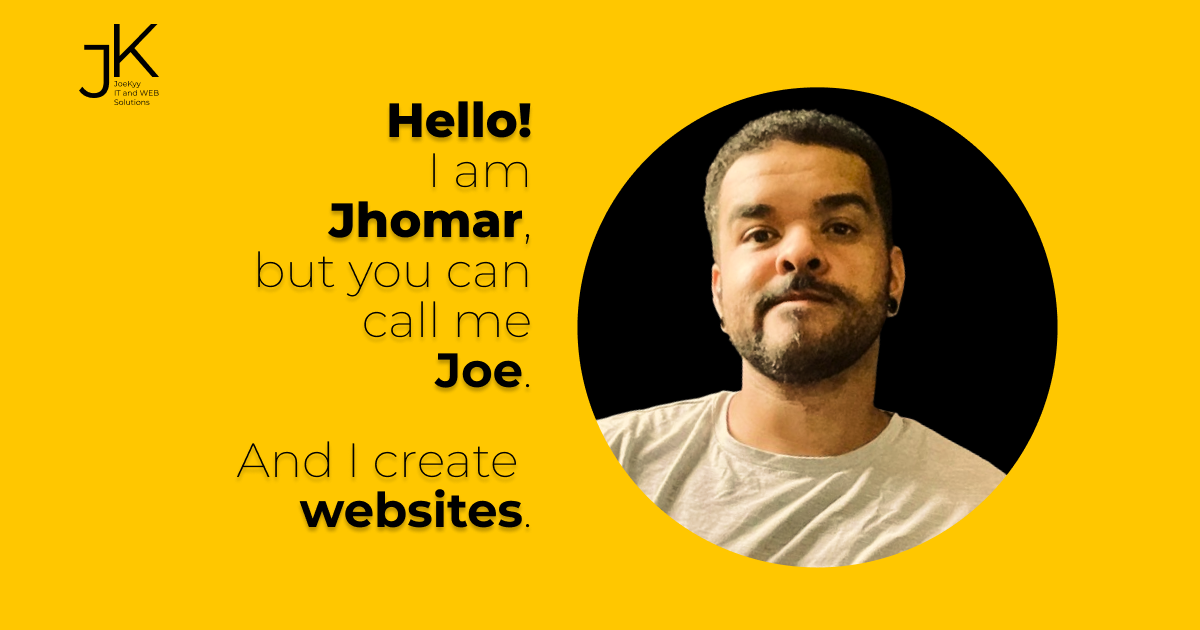 JK
JoeKyy
IT and WEB
Solutions
Hello!
I am
Jhomar,
but you can
call me
Joe.
And I create
websites.